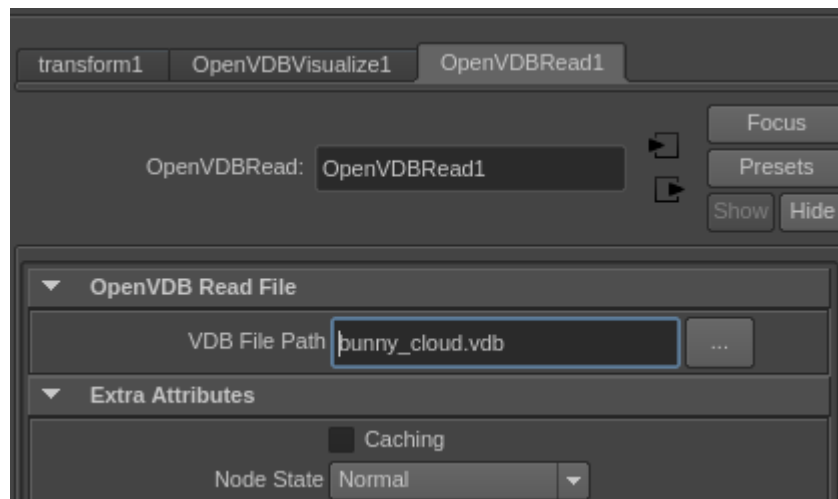 transform1 OpenVDBVisualize1 OpenVDBRead1
Focus
OpenVDBRead: OpenVDBRead1
Presets
Show Hide
OpenVDB Read File
VDB File Path bunny_cloud.vdb ...
Extra Attributes
Caching
Node State Normal